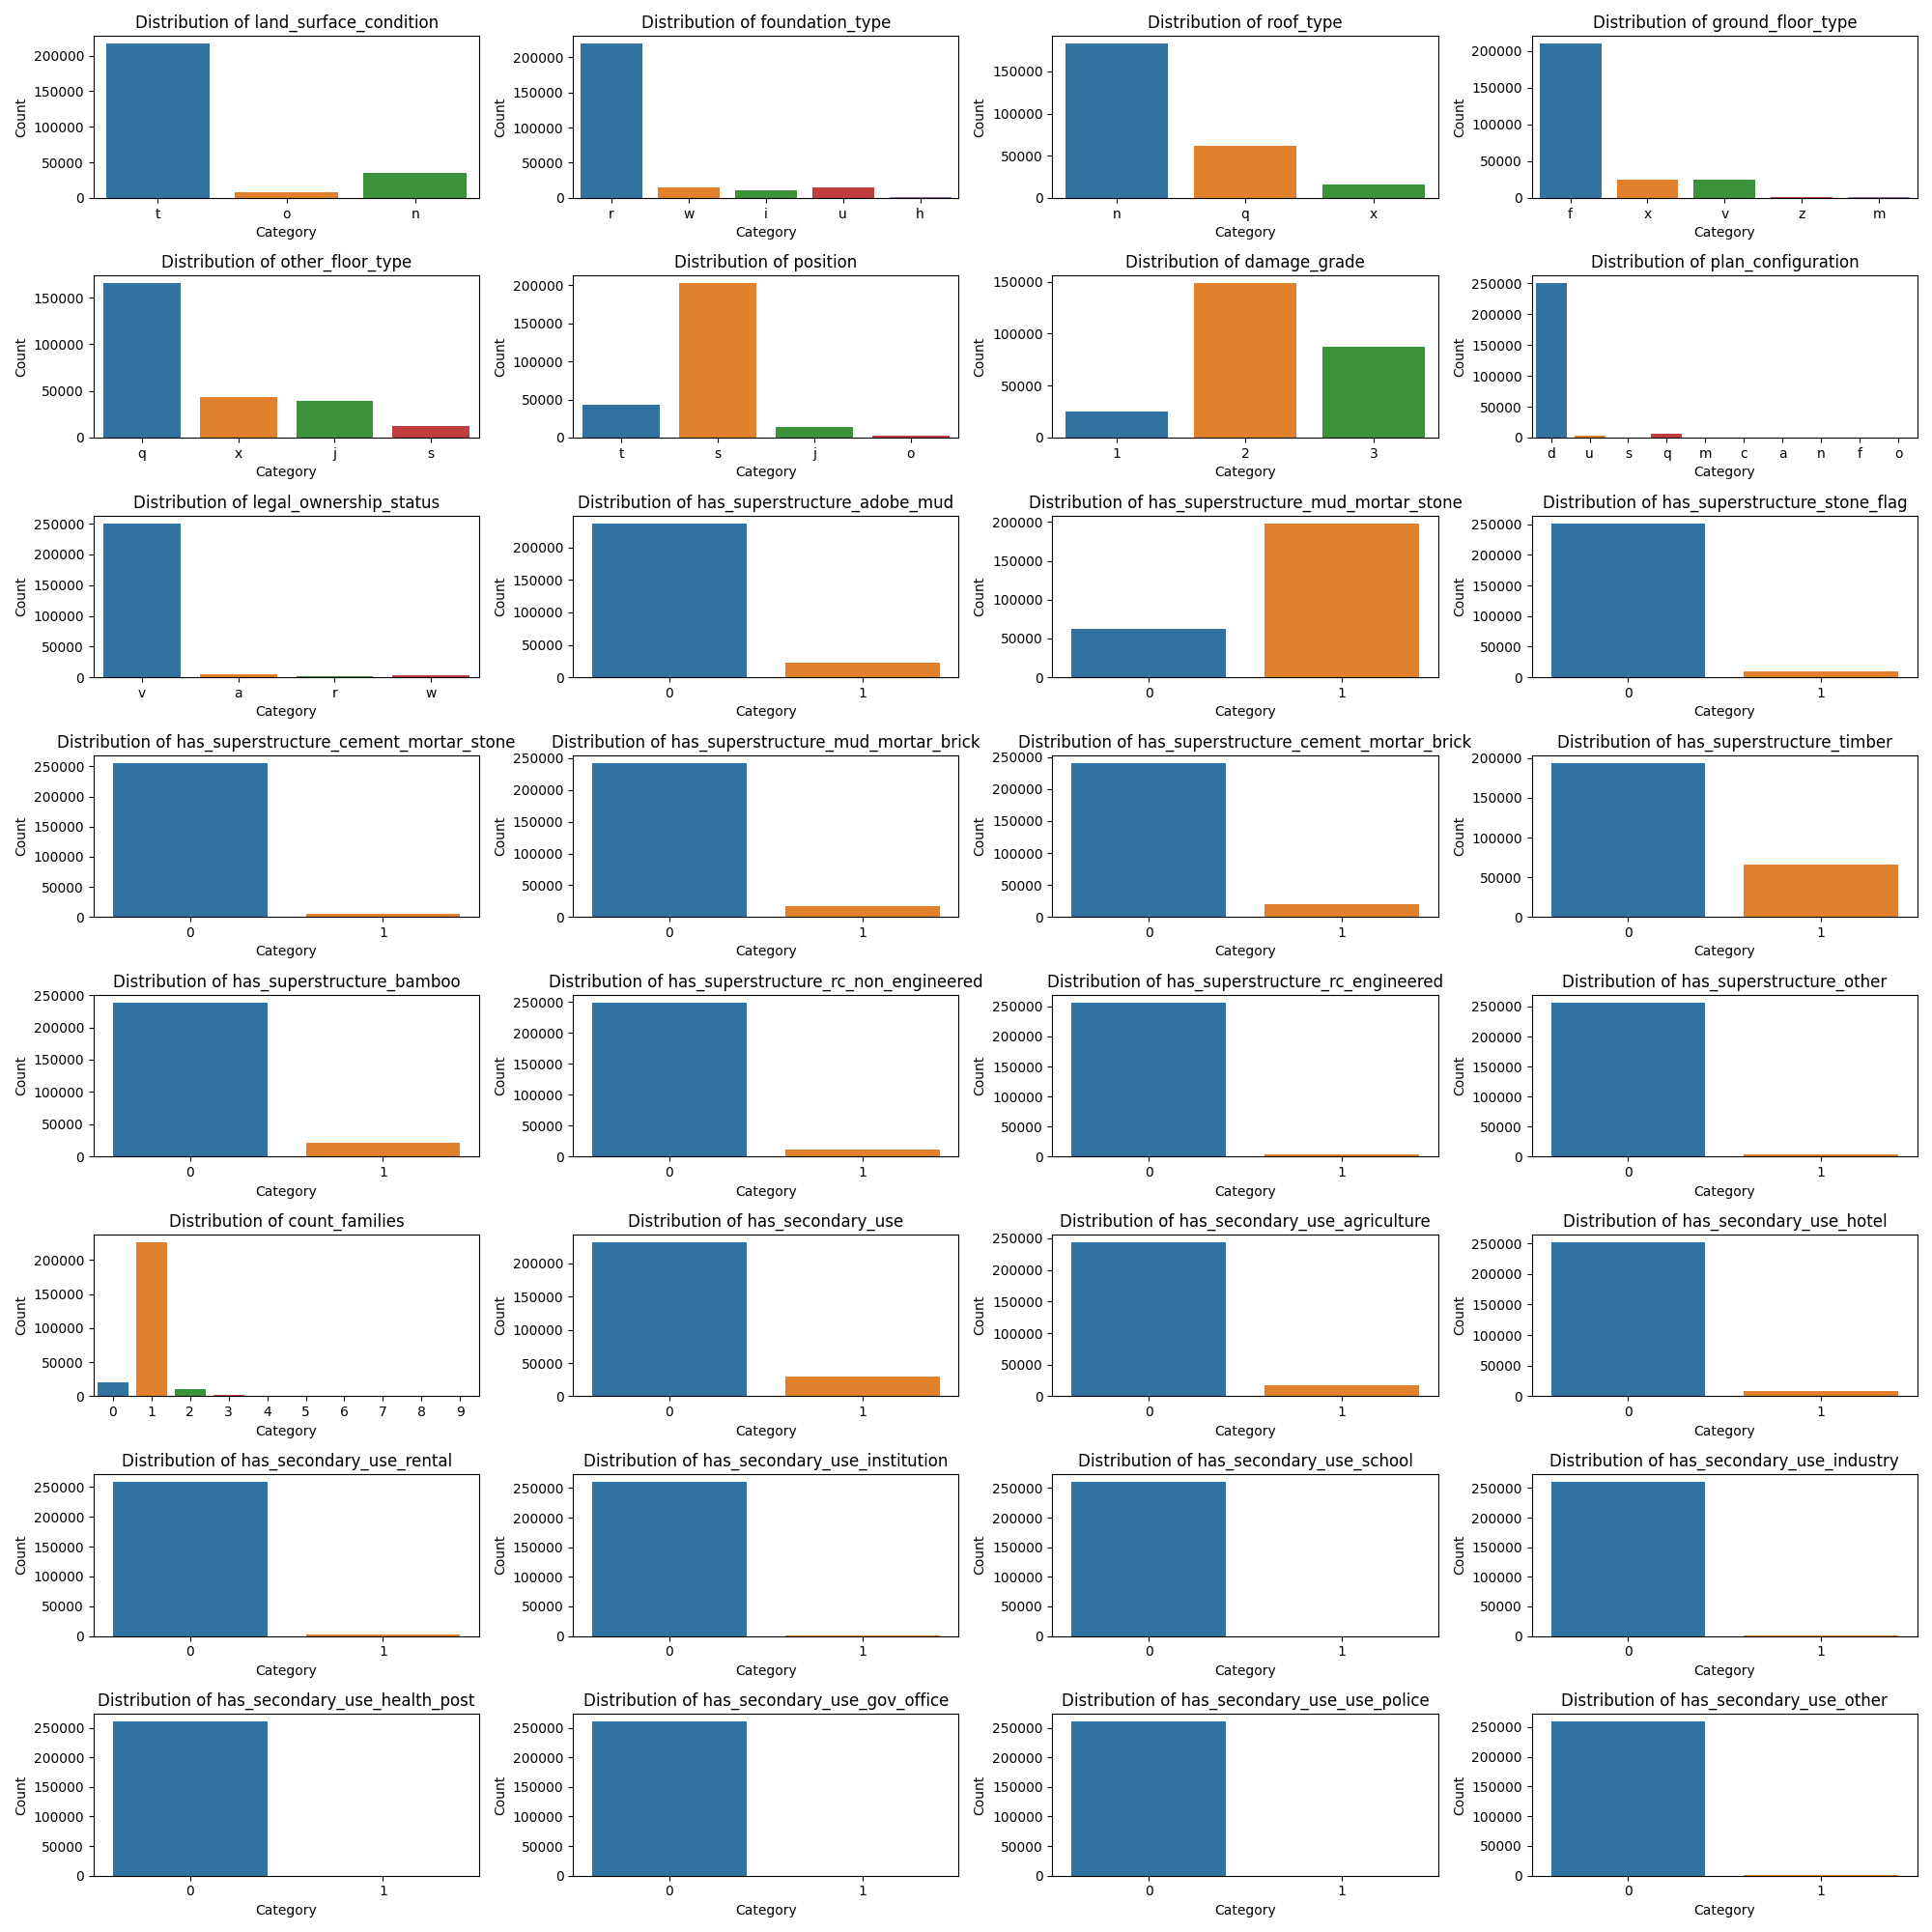 Distribution of land_surface_condition
Count
200000
150000
100000
50000
0
t o n
Category
Distribution of foundation_type
Count
200000
150000
100000
50000
0
r w i u h
Category
Distribution of roof_type
Count
150000
100000
50000
0
n q x
Category
Distribution of ground_floor_type
Count
200000
150000
100000
50000
0
f x v z m
Category
Distribution of other_floor_type
Count
150000
100000
50000
0
q x j s
Category
Distribution of position
Count
200000
150000
100000
50000
0
t s j o
Category
Distribution of damage_grade
Count
150000
100000
50000
0
1 2 3
Category
Distribution of plan_configuration
Count
250000
200000
150000
100000
50000
0
d u s q m c a n f o
Category
Distribution of legal_ownership_status
Count
250000
200000
150000
100000
50000
0
v a r w
Category
Distribution of has_superstructure_adobe_mud
Count
200000
150000
100000
50000
0
0 1
Category
Distribution of has_superstructure_mud_mortar_stone
Count
200000
150000
100000
50000
0
0 1
Category
Distribution of has_superstructure_stone_flag
Count
250000
200000
150000
100000
50000
0
0 1
Category
Distribution of has_superstructure_cement_mortar_stone
Count
250000
200000
150000
100000
50000
0
0 1
Category
Distribution of has_superstructure_mud_mortar_brick
Count
250000
200000
150000
100000
50000
0
0 1
Category
Distribution of has_superstructure_cement_mortar_brick
Count
250000
200000
150000
100000
50000
0
0 1
Category
Distribution of has_superstructure_timber
Count
200000
150000
100000
50000
0
0 1
Category
Distribution of has_superstructure_bamboo
Count
250000
200000
150000
100000
50000
0
0 1
Category
Distribution of has_superstructure_rc_non_engineered
Count
250000
200000
150000
100000
50000
0
0 1
Category
Distribution of has_superstructure_rc_engineered
Count
250000
200000
150000
100000
50000
0
0 1
Category
Distribution of has_superstructure_other
Count
250000
200000
150000
100000
50000
0
0 1
Category
Distribution of count_families
Count
200000
150000
100000
50000
0
0 1 2 3 4 5 6 7 8 9
Category
Distribution of has_secondary_use
Count
200000
150000
100000
50000
0
0 1
Category
Distribution of has_secondary_use_agriculture
Count
250000
200000
150000
100000
50000
0
0 1
Category
Distribution of has_secondary_use_hotel
Count
250000
200000
150000
100000
50000
0
0 1
Category
Distribution of has_secondary_use_rental
Count
250000
200000
150000
100000
50000
0
0 1
Category
Distribution of has_secondary_use_institution
Count
250000
200000
150000
100000
50000
0
0 1
Category
Distribution of has_secondary_use_school
Count
250000
200000
150000
100000
50000
0
0 1
Category
Distribution of has_secondary_use_industry
Count
250000
200000
150000
100000
50000
0
0 1
Category
Distribution of has_secondary_use_health_post
Count
250000
200000
150000
100000
50000
0
0 1
Category
Distribution of has_secondary_use_gov_office
Count
250000
200000
150000
100000
50000
0
0 1
Category
Distribution of has_secondary_use_use_police
Count
250000
200000
150000
100000
50000
0
0 1
Category
Distribution of has_secondary_use_other
Count
250000
200000
150000
100000
50000
0
0 1
Category